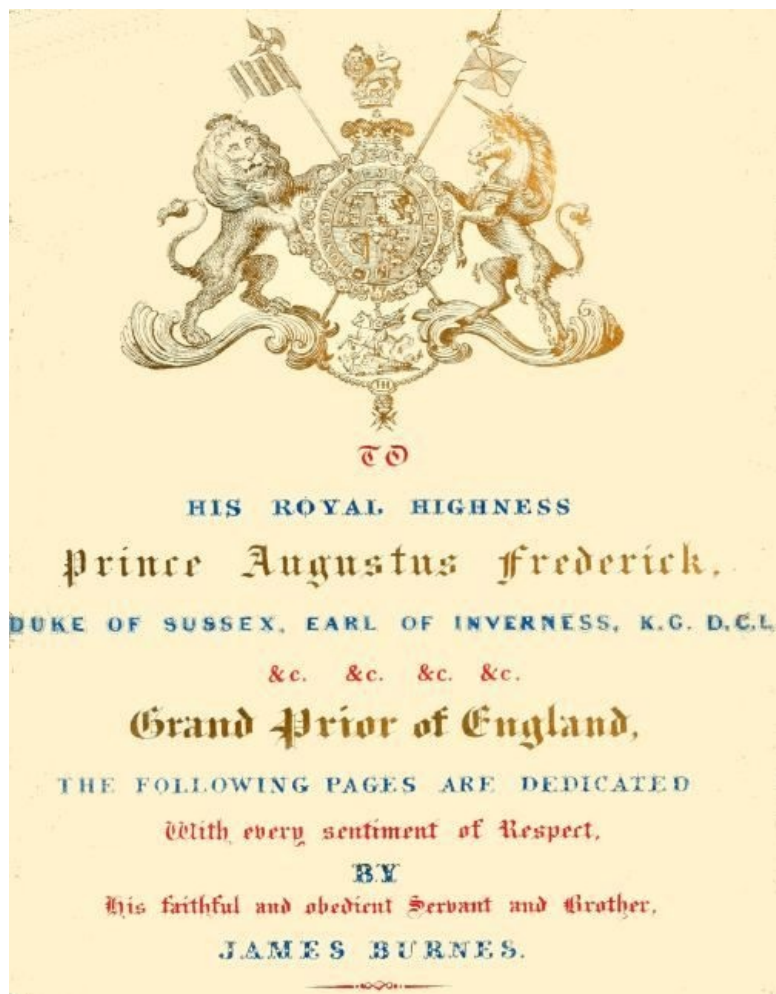 TO
HIS ROYAL HIGHNESS
Prince Augustus Frederick,
DUKE OF SUSSEX, EARL OF INVERNESS, K.G. D.C.L
&c. &c. &c. &c.
Grand Prior of England,
THE FOLLOWING PAGES ARE DEDICATED
With every sentiment of Respect,
BY
His faithful and obedient Servant and Brother,
JAMES BURNES.